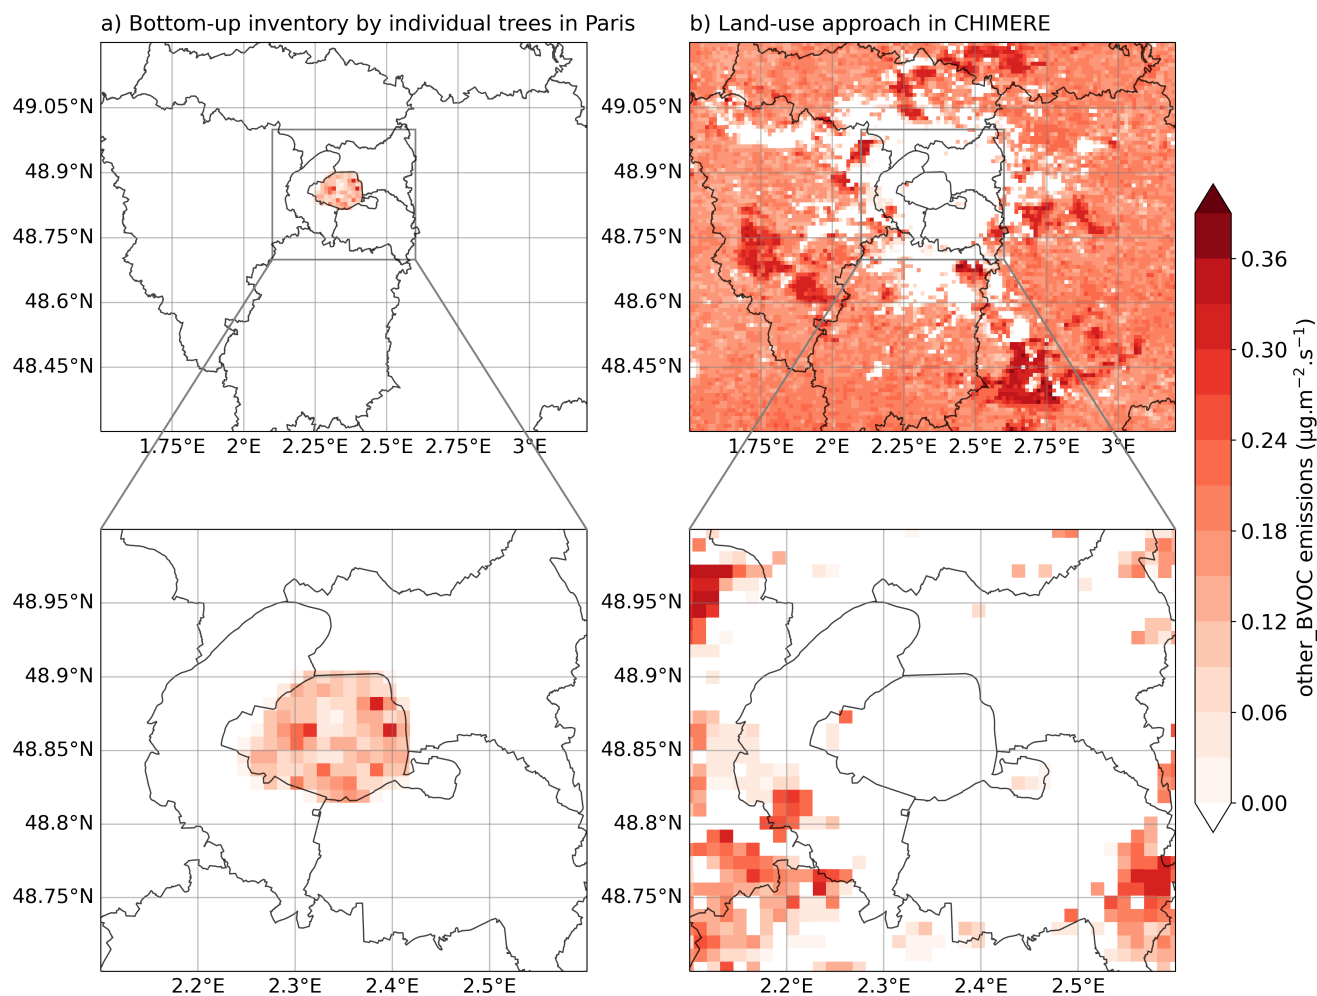 a) Bottom-up inventory by individual trees in Paris
b) Land-use approach in CHIMERE
49.05°N
48.9°N
48.75°N
48.6°N
48.45°N
1.75°E 2°E 2.25°E 2.5°E 2.75°E 3°E
49.05°N
48.9°N
48.75°N
48.6°N
48.45°N
1.75°E 2°E 2.25°E 2.5°E 2.75°E 3°E
48.95°N
48.9°N
48.85°N
48.8°N
48.75°N
2.2°E 2.3°E 2.4°E 2.5°E
48.95°N
48.9°N
48.85°N
48.8°N
48.75°N
2.2°E 2.3°E 2.4°E 2.5°E
0.36
0.30
0.24
0.18
0.12
0.06
0.00
other_BVOC emissions (μg.m⁻².s⁻¹)